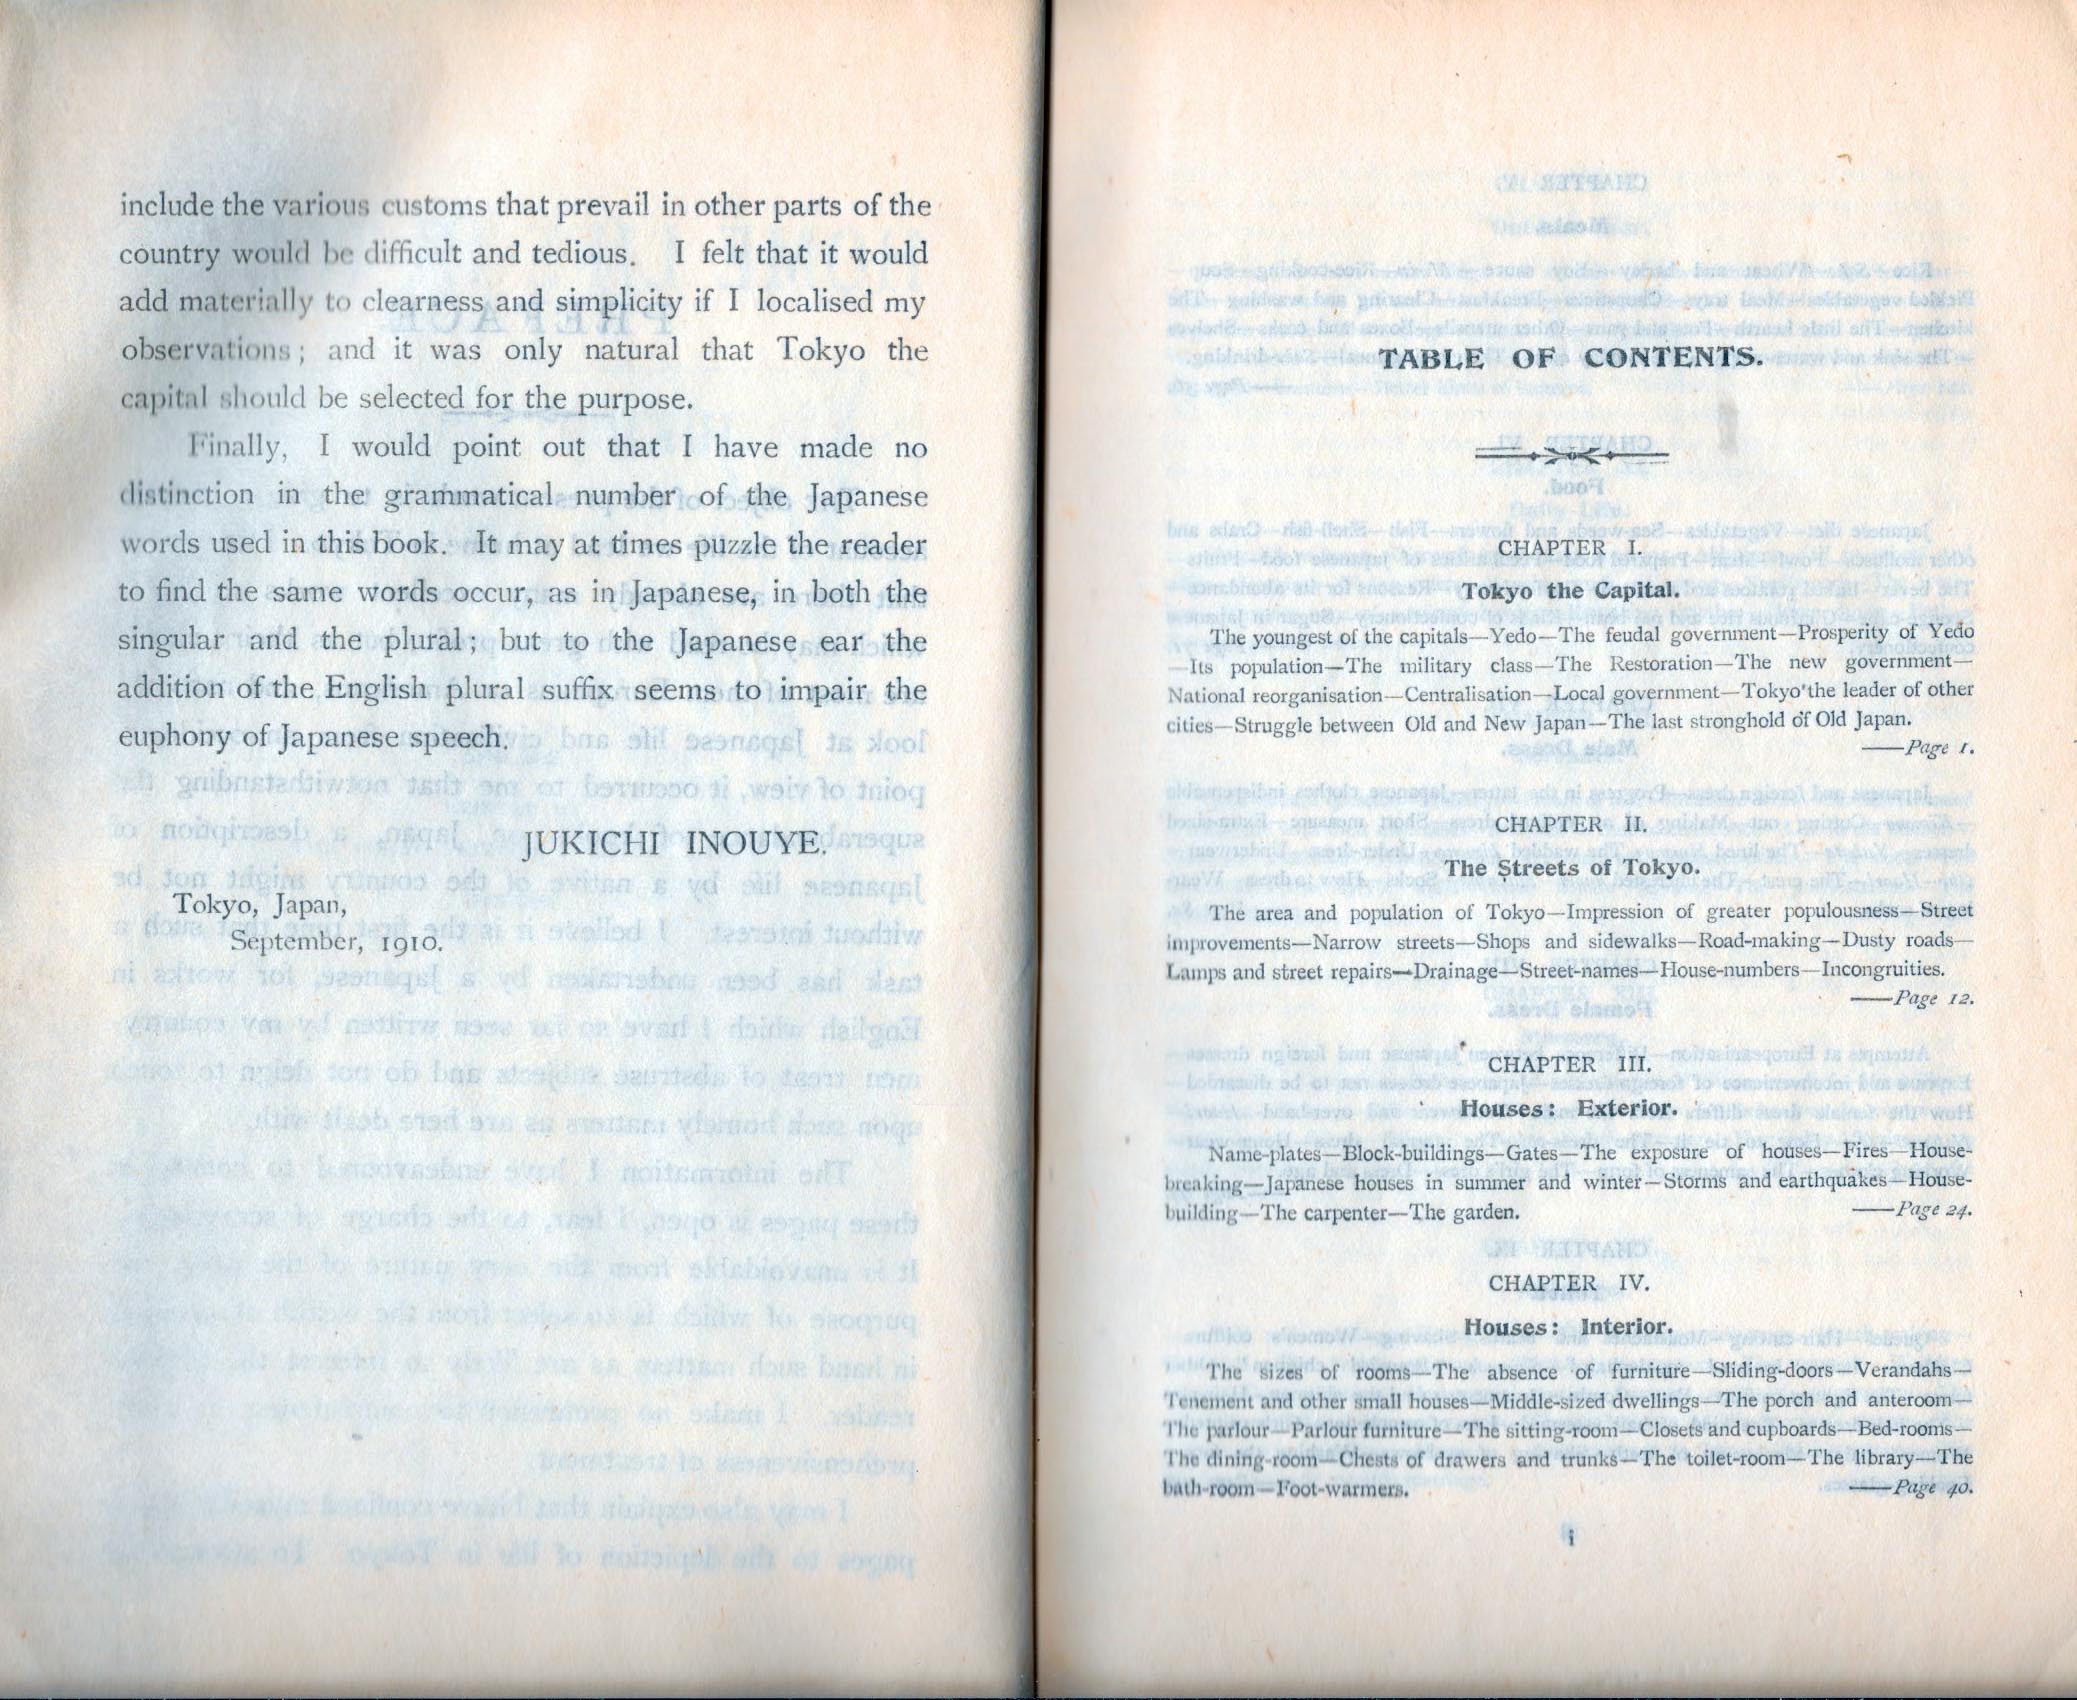 include the various customs that prevail in other parts of the
country would be difficult and tedious. I felt that it would
add materially to clearness and simplicity if I localised my
observations; and it was only natural that Tokyo the
capital should be selected for the purpose.
Finally, I would point out that I have made no
distinction in the grammatical number of the Japanese
words used in this book. It may at times puzzle the reader
to find the same words occur, as in Japanese, in both the
singular and the plural; but to the Japanese ear the
addition of the English plural suffix seems to impair the
euphony of Japanese speech.
JUKICHI INOUYE.
Tokyo, Japan,
September, 1910.
TABLE OF CONTENTS.
CHAPTER I.
Tokyo the Capital.
The youngest of the capitals—Yedo—The feudal government—Prosperity of Yedo
—Its population—The military class—The Restoration—The new government—
National reorganisation—Centralisation—Local government—Tokyo the leader of other
cities—Struggle between Old and New Japan—The last stronghold of Old Japan.
——Page 1.
CHAPTER II.
The Streets of Tokyo.
The area and population of Tokyo—Impression of greater populousness—Street
improvements—Narrow streets—Shops and sidewalks—Road-making—Dusty roads—
Lamps and street repairs—Drainage—Street-names—House-numbers—Incongruities.
——Page 12.
CHAPTER III.
Houses: Exterior.
Name-plates—Block-buildings—Gates—The exposure of houses—Fires—House-
breaking—Japanese houses in summer and winter—Storms and earthquakes—House-
building—The carpenter—The garden. ——Page 24.
CHAPTER IV.
Houses: Interior.
The sizes of rooms—The absence of furniture—Sliding-doors—Verandahs—
Tenement and other small houses—Middle-sized dwellings—The porch and anteroom—
The parlour—Parlour furniture—The sitting-room—Closets and cupboards—Bed-rooms—
The dining-room—Chests of drawers and trunks—The toilet-room—The library—The
bath-room—Foot-warmers. ——Page 40.
i